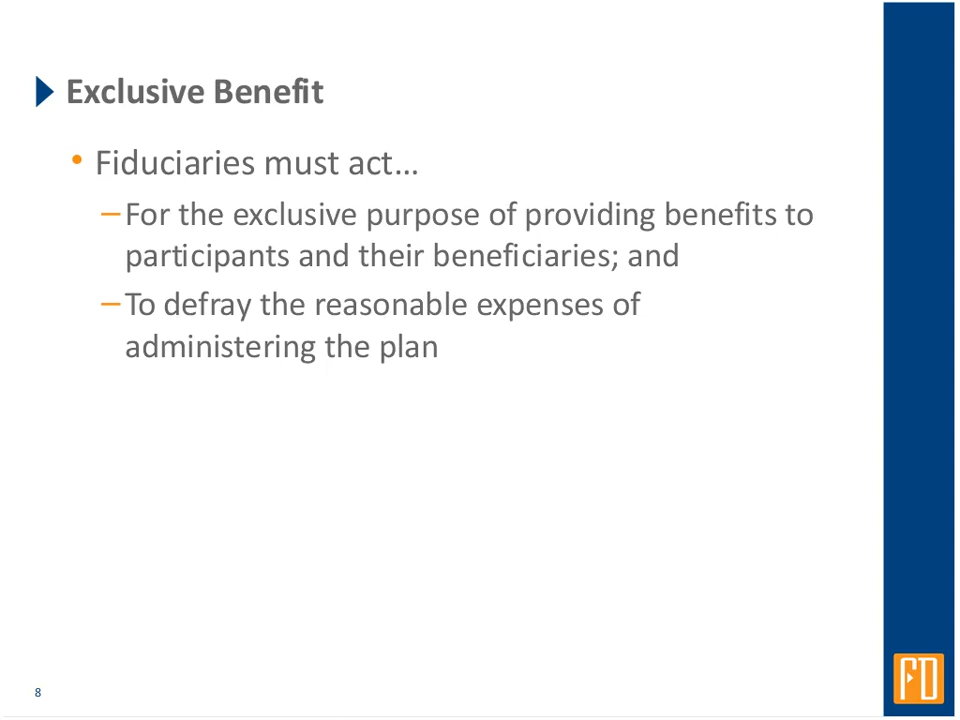 Exclusive Benefit
• Fiduciaries must act…
–For the exclusive purpose of providing benefits to
participants and their beneficiaries; and
–To defray the reasonable expenses of
administering the plan
8
FD